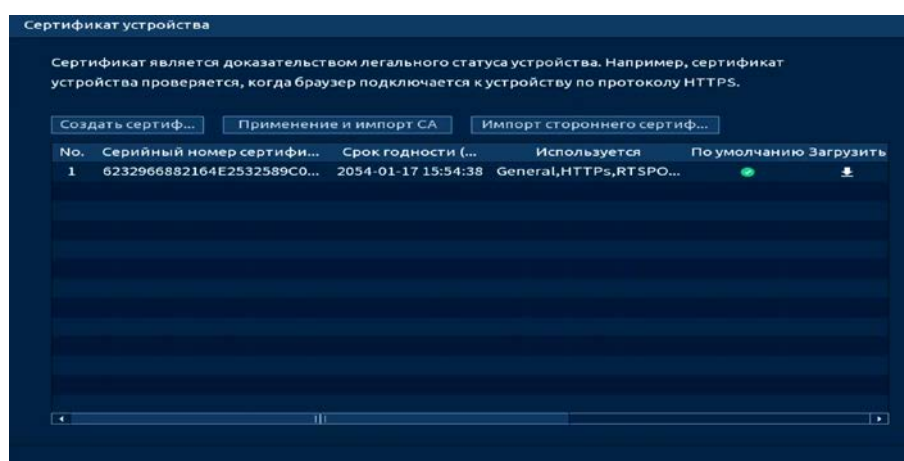 Сертификат устройства
Сертификат является доказательством легального статуса устройства. Например, сертификат
устройства проверяется, когда браузер подключается к устройству по протоколу HTTPS.
Создать сертиф... Применение и импорт CA Импорт стороннего сертиф...
No. Серийный номер сертифи... Срок годности (... Используется По умолчанию Загрузить
1 6232966882164E2532589C0... 2054-01-17 15:54:38 General,HTTPs,RTSPO...